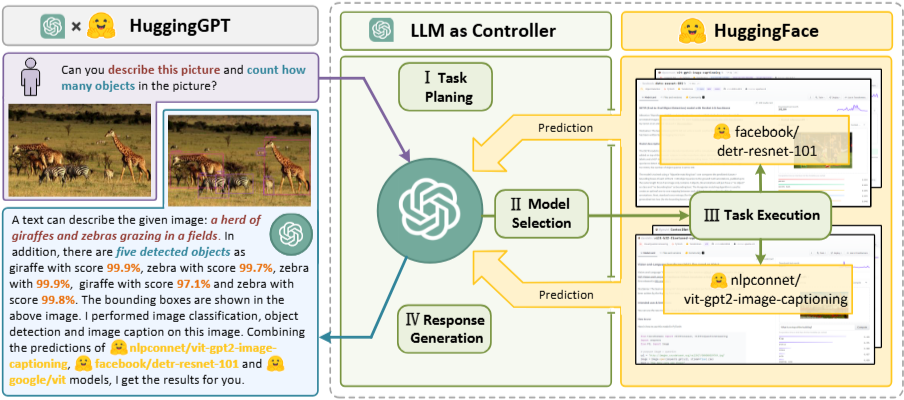 HuggingGPT
Can you describe this picture and count how
many objects in the picture?
A text can describe the given image: a herd of
giraffes and zebras grazing in a fields. In
addition, there are five detected objects as
giraffe with score 99.9%, zebra with score 99.7%, zebra
with 99.9%, giraffe with score 97.1% and zebra with
score 99.8%. The bounding boxes are shown in the
above image. I performed image classification, object
detection and image caption on this image. Combining
the predictions of nlpconnet/vit-gpt2-image-
captioning, facebook/detr-resnet-101 and
google/vit models, I get the results for you.
LLM as Controller
I Task
Planing
II Model
Selection
IV Response
Generation
HuggingFace
Prediction
facebook/
detr-resnet-101
III Task Execution
Prediction
nlpconnet/
vit-gpt2-image-captioning